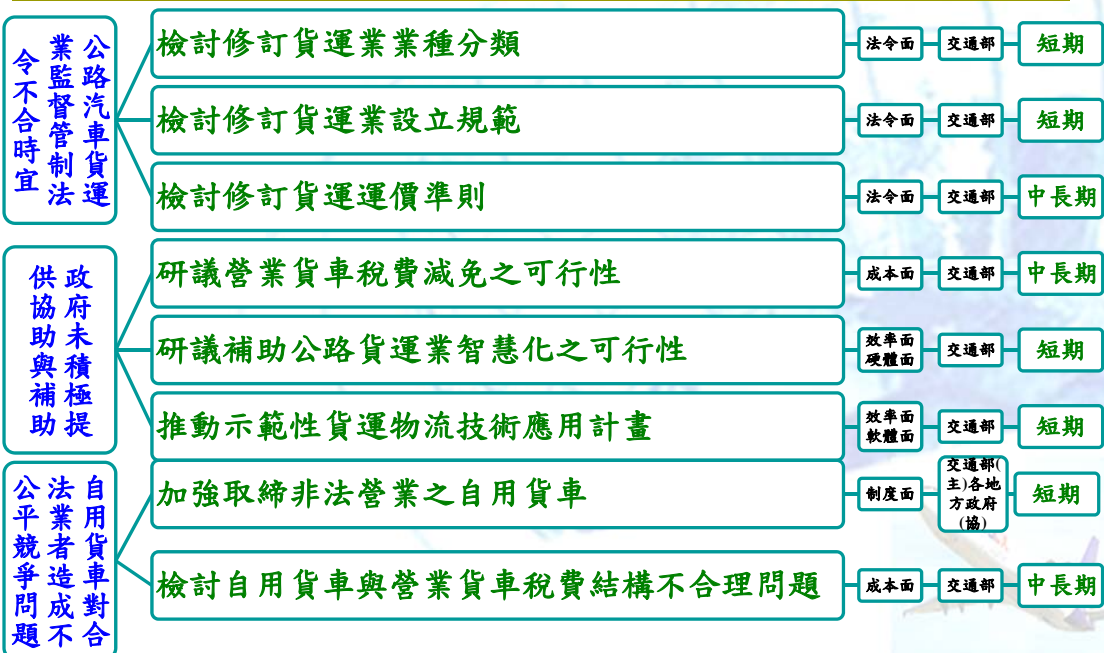 公路汽車貨運
業監督管制法
令不合時宜
檢討修訂貨運業業種分類
法令面
交通部
短期
檢討修訂貨運業設立規範
法令面
交通部
短期
檢討修訂貨運運價準則
法令面
交通部
中長期
政府未積極提
供協助與補助
研議營業貨車稅費減免之可行性
成本面
交通部
中長期
研議補助公路貨運業智慧化之可行性
效率面
硬體面
交通部
短期
推動示範性貨運物流技術應用計畫
效率面
軟體面
交通部
短期
自用貨車對合
法業者造成不
公平競爭問題
加強取締非法營業之自用貨車
制度面
交通部(
主)各地
方政府
(協)
短期
檢討自用貨車與營業貨車稅費結構不合理問題
成本面
交通部
中長期